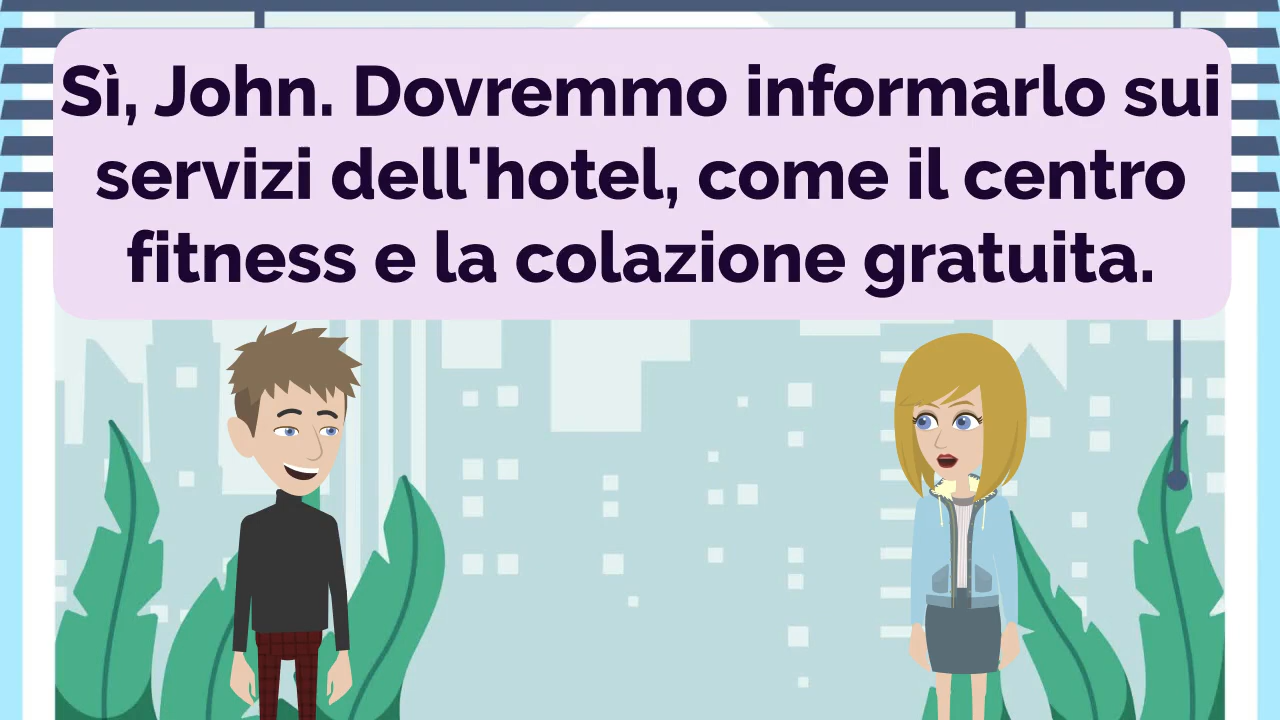 Sì, John. Dovremmo informarlo sui
servizi dell'hotel, come il centro
fitness e la colazione gratuita.